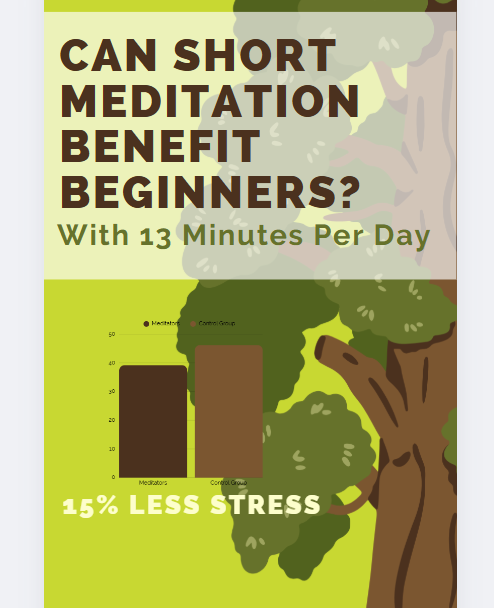 CAN SHORT
MEDITATION
BENEFIT
BEGINNERS?
With 13 Minutes Per Day
Meditators Control Group
50
40
30
20
10
0
Meditators Control Group
15% LESS STRESS